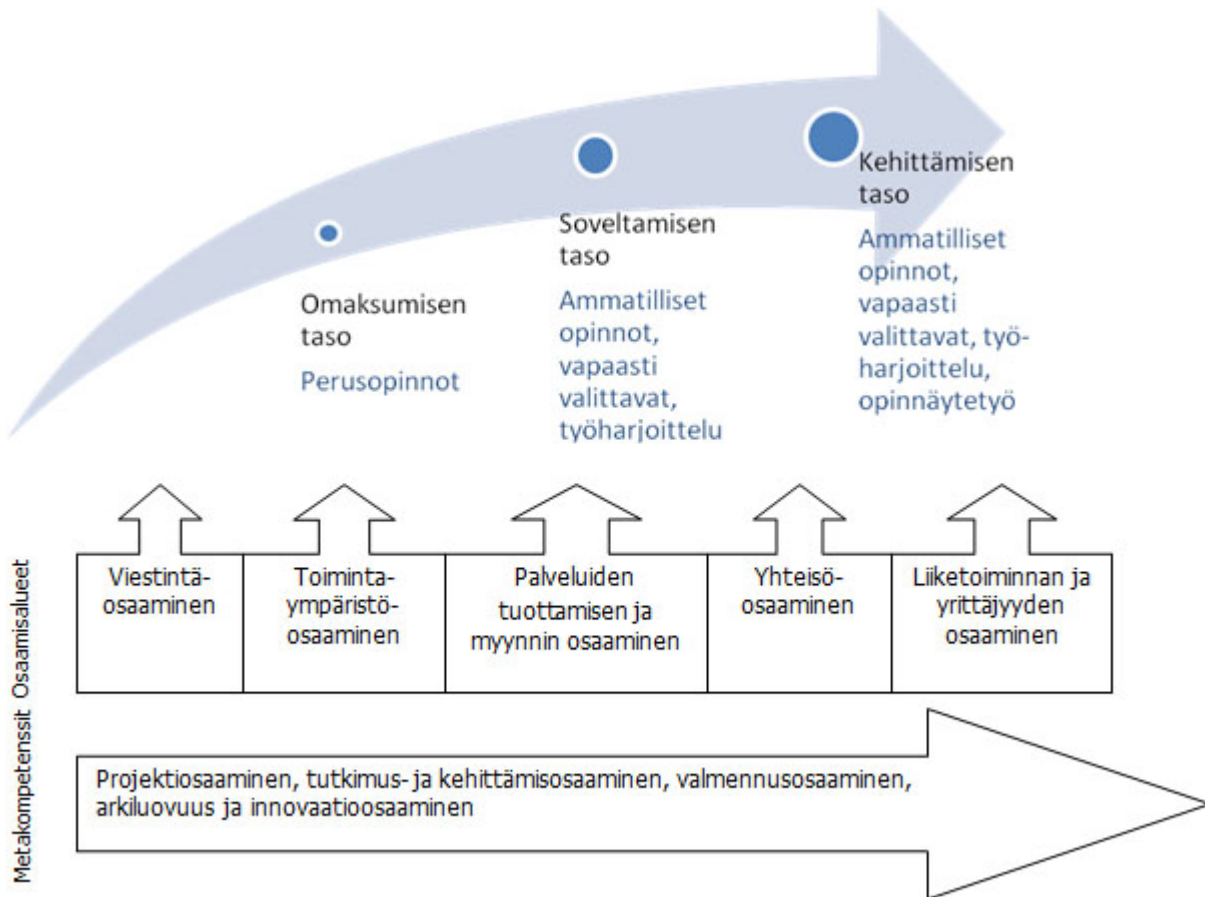 Omaksumisen
taso
Perusopinnot
Soveltamisen
taso
Ammatilliset
opinnot,
vapaasti
valittavat,
työharjoittelu
Kehittämisen
taso
Ammatilliset
opinnot,
vapaasti
valittavat, työ-
harjoittelu,
opinnäytetyö
Osaamisalueet
Viestintä-
osaaminen
Toiminta-
ympäristö-
osaaminen
Palveluiden
tuottamisen ja
myynnin osaaminen
Yhteisö-
osaaminen
Liiketoiminnan ja
yrittäjyyden
osaaminen
Metakompetenssit
Projektiosaaminen, tutkimus- ja kehittämisosaaminen, valmennusosaaminen,
arkiluovuus ja innovaatioosaaminen